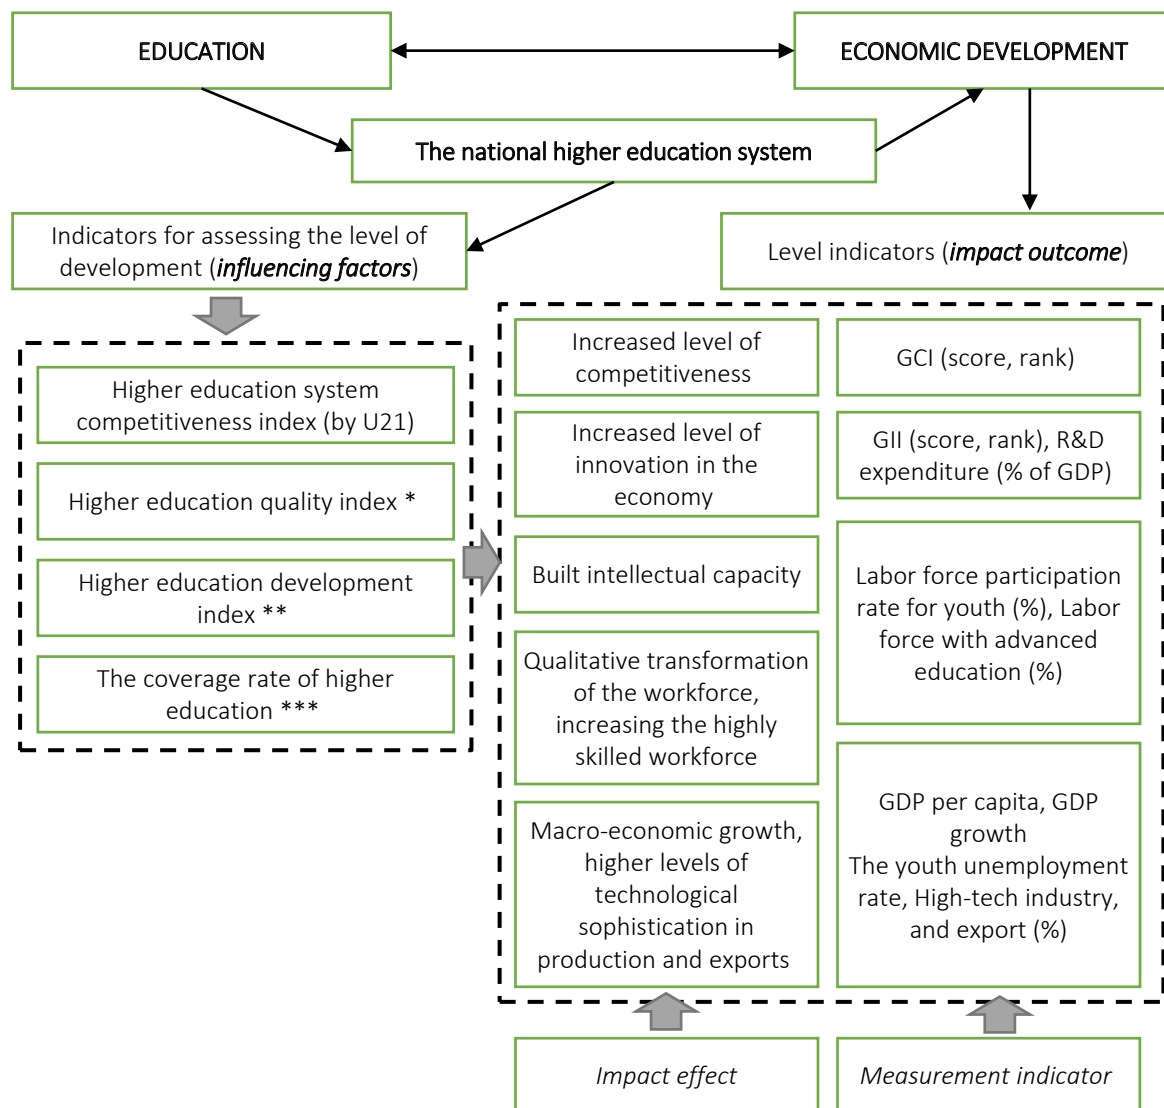 EDUCATION
ECONOMIC DEVELOPMENT
The national higher education system
Indicators for assessing the level of
development (influencing factors)
Level indicators (impact outcome)
Higher education system
competitiveness index (by U21)
Higher education quality index *
Higher education development
index **
The coverage rate of higher
education ***
Increased level of
competitiveness
GCI (score, rank)
Increased level of
innovation in the
economy
GII (score, rank), R&D
expenditure (% of GDP)
Built intellectual capacity
Labor force participation
rate for youth (%), Labor
force with advanced
education (%)
Qualitative transformation
of the workforce,
increasing the highly
skilled workforce
Macro-economic growth,
higher levels of
technological
sophistication in
production and exports
GDP per capita, GDP
growth
The youth unemployment
rate, High-tech industry,
and export (%)
Impact effect
Measurement indicator